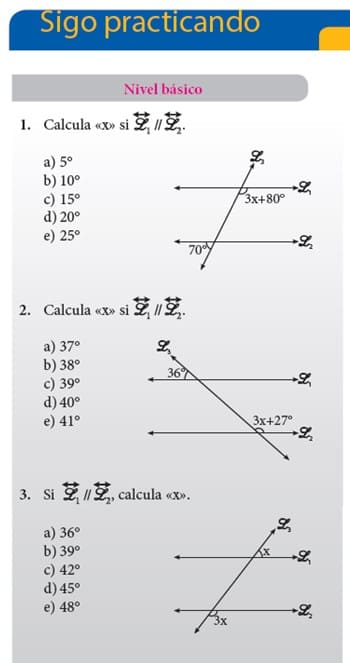 Sigo practicando
Nivel básico
1. Calcula «x» si ℒ₁ // ℒ₂.
a) 5°
b) 10°
c) 15°
d) 20°
e) 25°
ℒ₃
ℒ₁
3x+80°
ℒ₂
70°
2. Calcula «x» si ℒ₁ // ℒ₂.
a) 37°
b) 38°
c) 39°
d) 40°
e) 41°
ℒ₃
36°
ℒ₁
3x+27°
ℒ₂
3. Si ℒ₁ // ℒ₂, calcula «x».
a) 36°
b) 39°
c) 42°
d) 45°
e) 48°
ℒ₃
x
ℒ₁
ℒ₂
3x